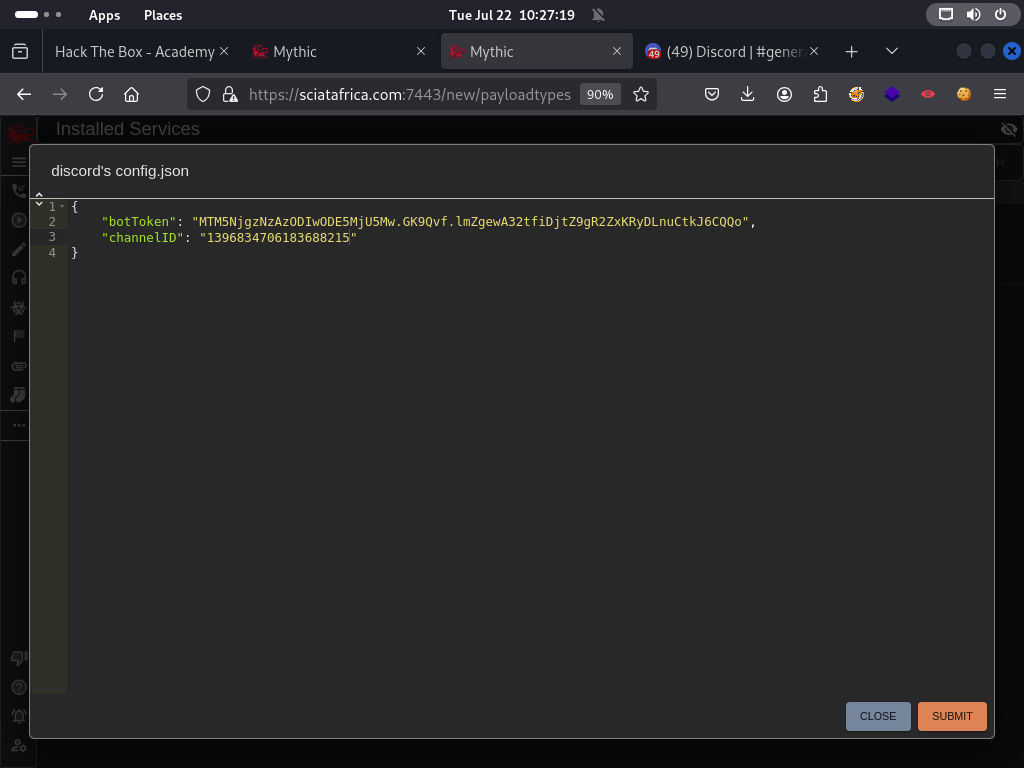 Apps Places Tue Jul 22 10:27:19
Hack The Box - Academy Mythic Mythic (49) Discord | #gener
https://sciatafrica.com:7443/new/payloadtypes 90%
Installed Services
discord's config.json
1 {
2 "botToken": "MTM5NjgzNzAzODIwODE5MjU5Mw.GK9Qvf.lmZgewA32tfiDjtZ9gR2ZxKRyDLnuCtkJ6CQQo",
3 "channelID": "1396834706183688215"
4 }
CLOSE SUBMIT